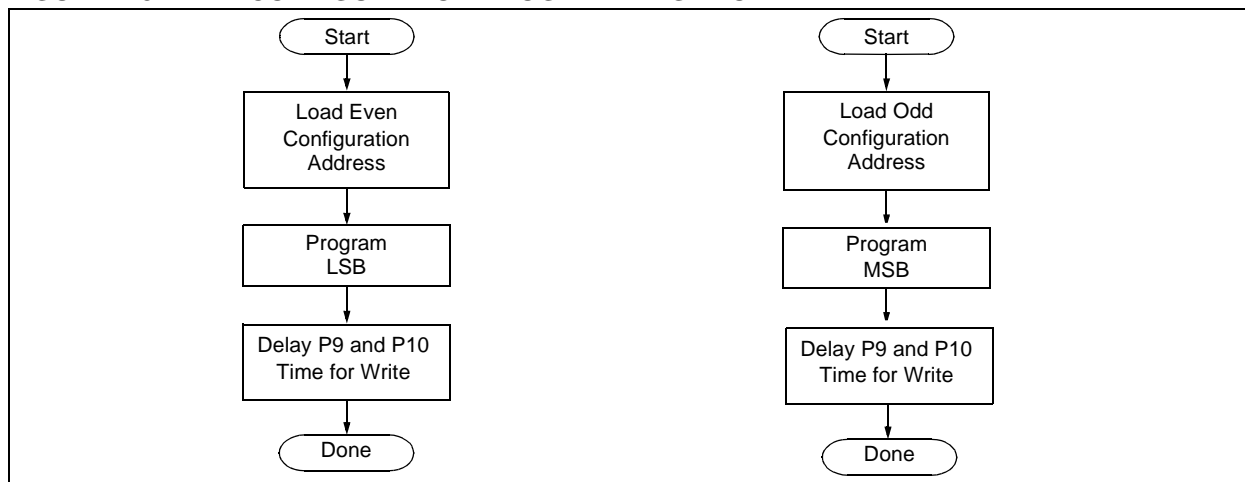 Start
Load Even
Configuration
Address
Program
LSB
Delay P9 and P10
Time for Write
Done
Start
Load Odd
Configuration
Address
Program
MSB
Delay P9 and P10
Time for Write
Done